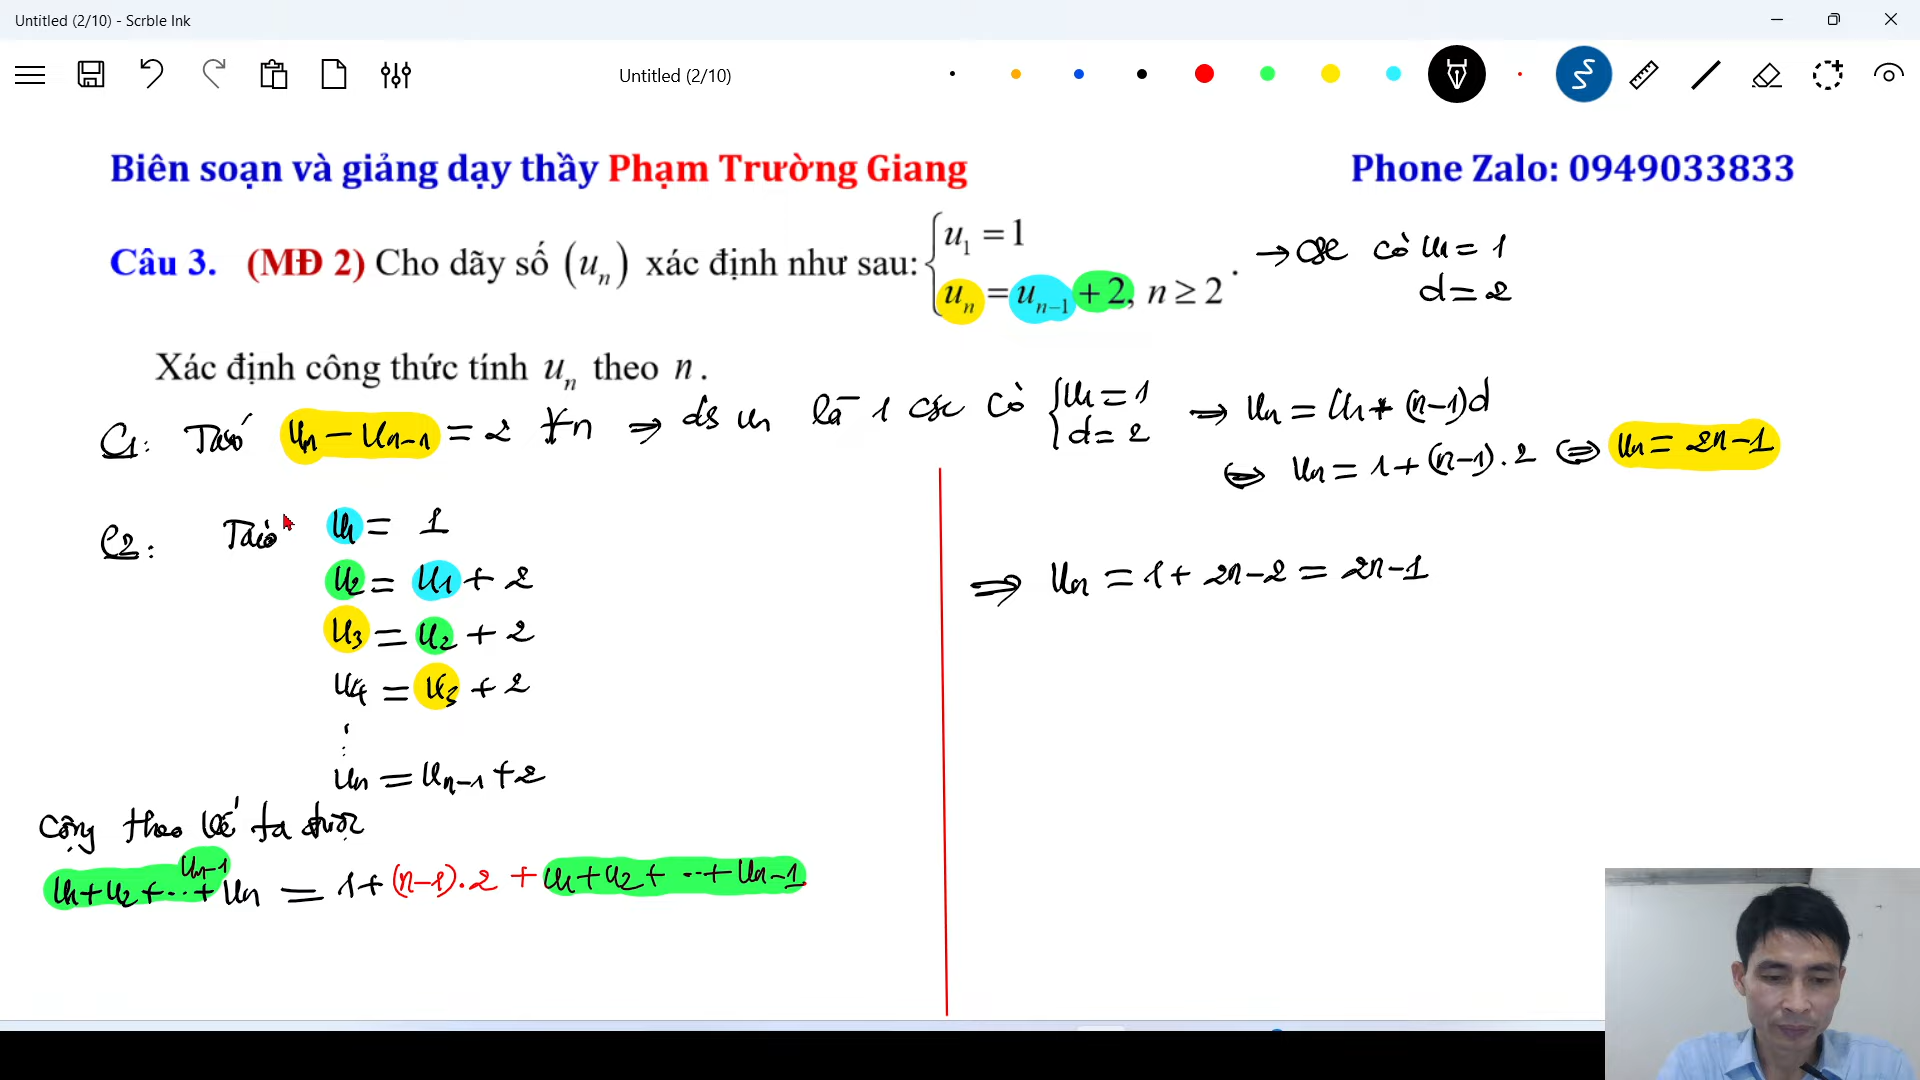 Untitled (2/10) - Scrble Ink
Untitled (2/10)
Biên soạn và giảng dạy thầy Phạm Trường Giang
Phone Zalo: 0949033833
Câu 3. (MĐ 2) Cho dãy số (uₙ) xác định như sau: { u₁ = 1
uₙ = uₙ₋₁ + 2, n ≥ 2 .
→ csc có u₁ = 1
d = 2
Xác định công thức tính uₙ theo n.
C1: Ta có uₙ - uₙ₋₁ = 2 ∀n ⇒ ds uₙ là 1 csc có { u₁ = 1
d = 2
⇒ uₙ = u₁ + (n-1)d
⇔ uₙ = 1 + (n-1).2 ⇔ uₙ = 2n-1
C2: Ta có u₁ = 1
u₂ = u₁ + 2
u₃ = u₂ + 2
u₄ = u₃ + 2
⋮
uₙ = uₙ₋₁ + 2
Cộng theo vế ta được
u₁ + u₂ + ... + uₙ₋₁ + uₙ = 1 + (n-1).2 + u₁ + u₂ + ... + uₙ₋₁
⇒ uₙ = 1 + 2n - 2 = 2n - 1